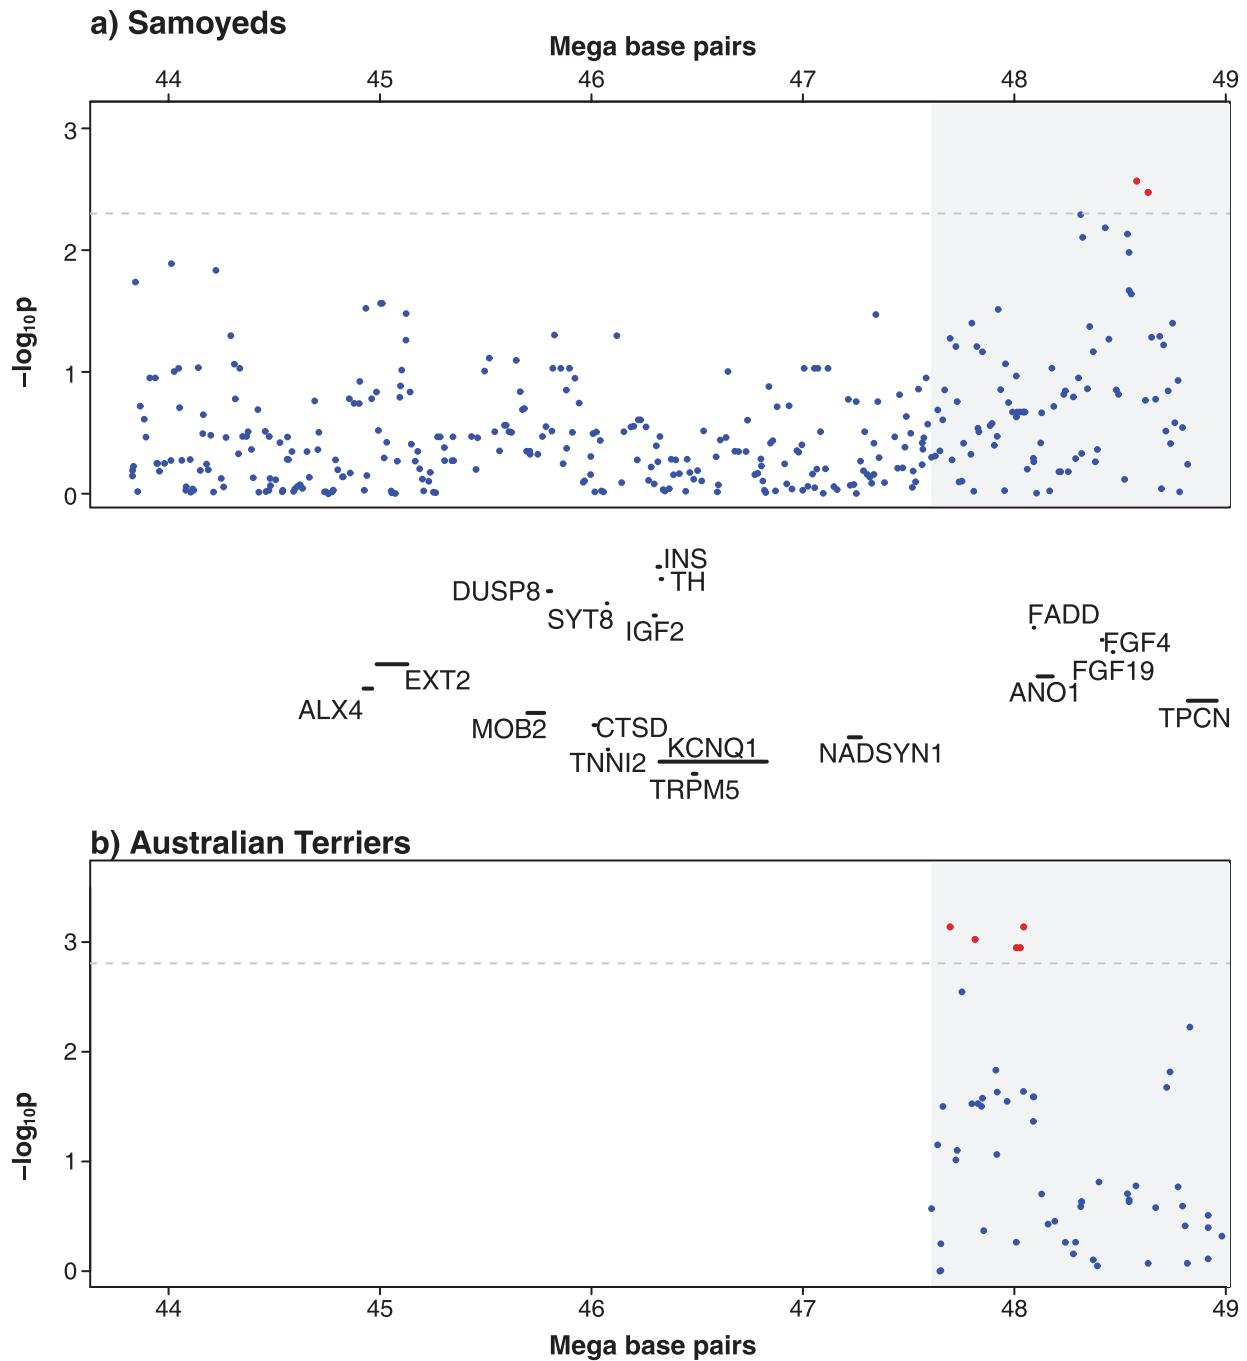 a) Samoyeds
Mega base pairs
44 45 46 47 48 49
3
2
1
0
−log₁₀p
INS
TH
DUSP8
SYT8
IGF2
FADD
FGF4
FGF19
EXT2
ANO1
ALX4
TPCN
MOB2
CTSD
KCNQ1
NADSYN1
TNNI2
TRPM5
b) Australian Terriers
3
2
1
0
−log₁₀p
44 45 46 47 48 49
Mega base pairs